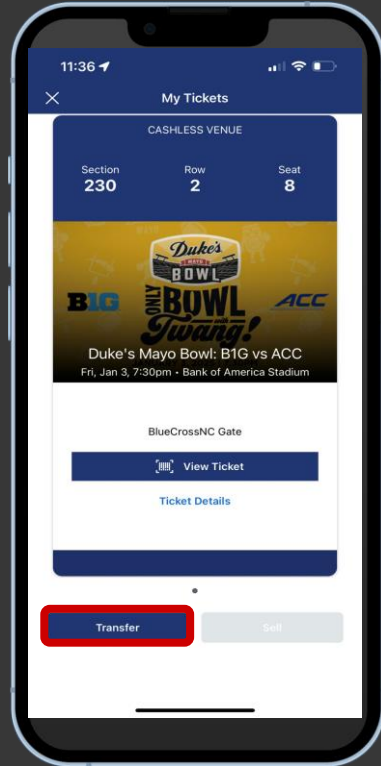 11:36
My Tickets
CASHLESS VENUE
Section Row Seat
230 2 8
Duke's
MAYO
BOWL
B1G ONLY BOWL ACC
with Twang!
Duke's Mayo Bowl: B1G vs ACC
Fri, Jan 3, 7:30pm • Bank of America Stadium
BlueCrossNC Gate
View Ticket
Ticket Details
Transfer Sell